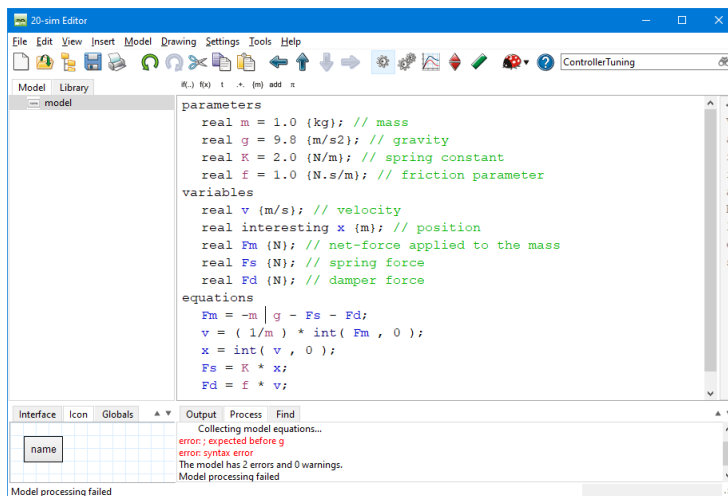 20-sim Editor
File Edit View Insert Model Drawing Settings Tools Help
ControllerTuning
Model Library
if(..) f(x) t .+. {m} add π
model
parameters
real m = 1.0 {kg}; // mass
real g = 9.8 {m/s2}; // gravity
real K = 2.0 {N/m}; // spring constant
real f = 1.0 {N.s/m}; // friction parameter
variables
real v {m/s}; // velocity
real interesting x {m}; // position
real Fm {N}; // net-force applied to the mass
real Fs {N}; // spring force
real Fd {N}; // damper force
equations
Fm = -m g - Fs - Fd;
v = ( 1/m ) * int( Fm , 0 );
x = int( v , 0 );
Fs = K * x;
Fd = f * v;
Interface Icon Globals
Output Process Find
name
Collecting model equations...
error: ; expected before g
error: syntax error
The model has 2 errors and 0 warnings.
Model processing failed
Model processing failed